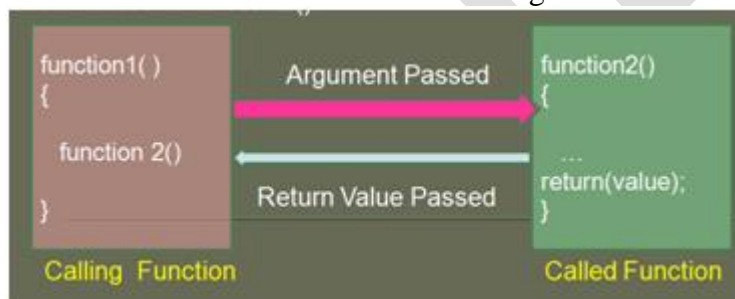 function1( )
{
function 2()
}
Calling Function
Argument Passed
Return Value Passed
function2()
{
...
return(value);
}
Called Function